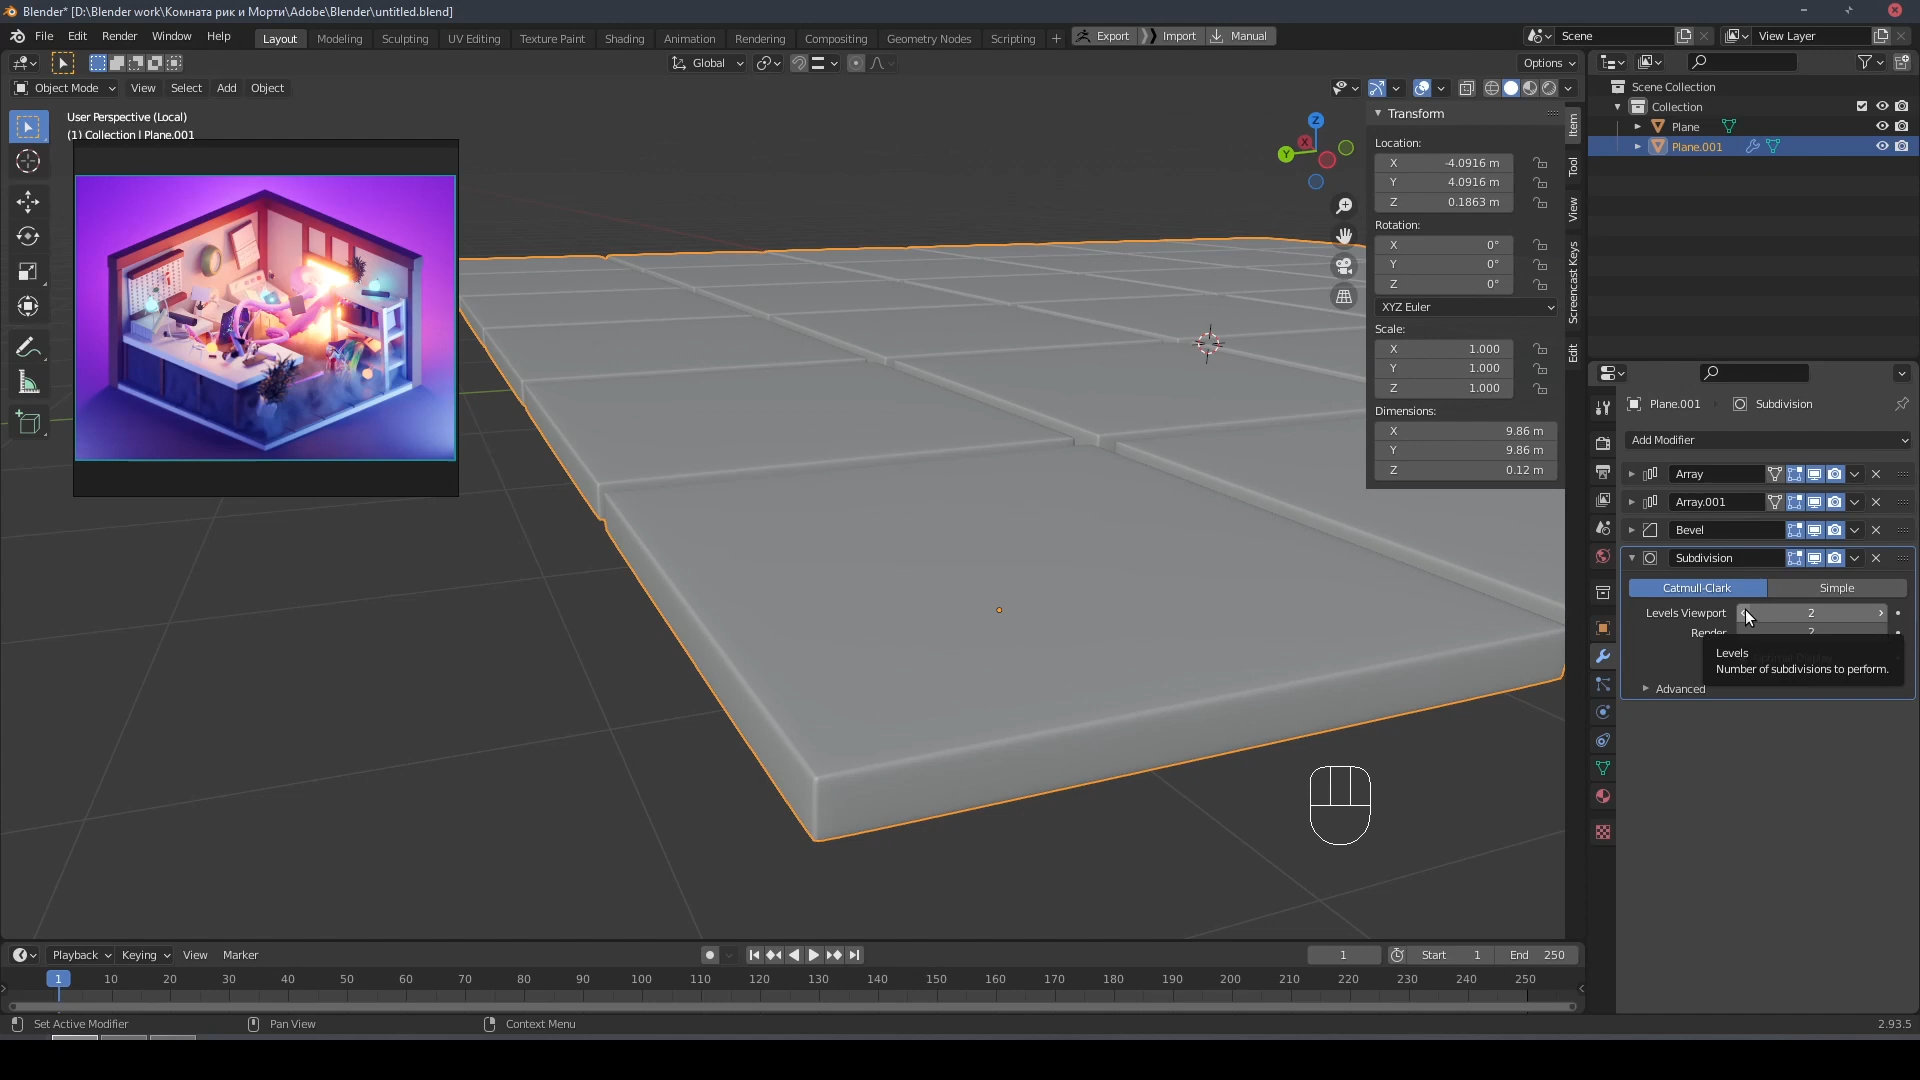 Blender* [D:\Blender work\Комната рик и Морти\Adobe\Blender\untitled.blend]
File Edit Render Window Help Layout Modeling Sculpting UV Editing Texture Paint Shading Animation Rendering Compositing Geometry Nodes Scripting + Export Import Manual Scene View Layer
Global Options
Object Mode View Select Add Object
User Perspective (Local)
(1) Collection | Plane.001
Z
X
Y
Transform
Location:
X -4.0916 m
Y 4.0916 m
Z 0.1863 m
Rotation:
X 0°
Y 0°
Z 0°
XYZ Euler
Scale:
X 1.000
Y 1.000
Z 1.000
Dimensions:
X 9.86 m
Y 9.86 m
Z 0.12 m
Item
Tool
View
Screencast Keys
Edit
Scene Collection
Collection
Plane
Plane.001
Plane.001 Subdivision
Add Modifier
Array
Array.001
Bevel
Subdivision
Catmull-Clark Simple
Levels Viewport 2
Render 2
Levels
Number of subdivisions to perform.
Advanced
Playback Keying View Marker 1 Start 1 End 250
1 10 20 30 40 50 60 70 80 90 100 110 120 130 140 150 160 170 180 190 200 210 220 230 240 250
Set Active Modifier Pan View Context Menu 2.93.5